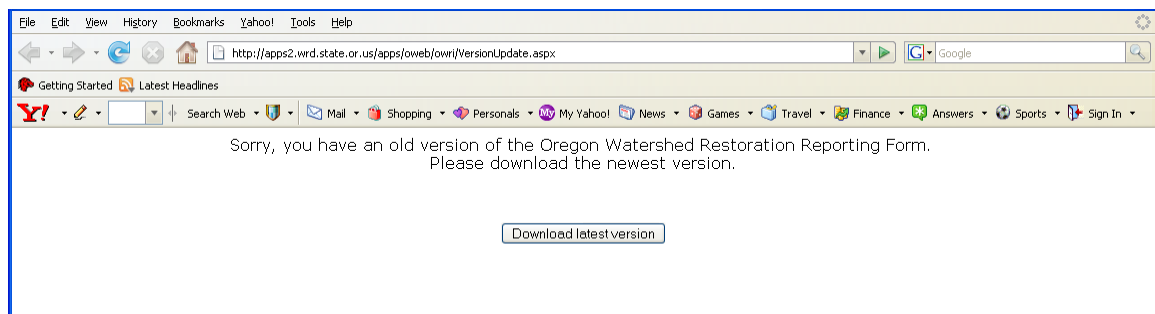 File Edit View History Bookmarks Yahoo! Tools Help
http://apps2.wrd.state.or.us/apps/oweb/owri/VersionUpdate.aspx G Google
Getting Started Latest Headlines
Y! Search Web Mail Shopping Personals My My Yahoo! News Games Travel Finance Answers Sports Sign In
Sorry, you have an old version of the Oregon Watershed Restoration Reporting Form.
Please download the newest version.
Download latest version